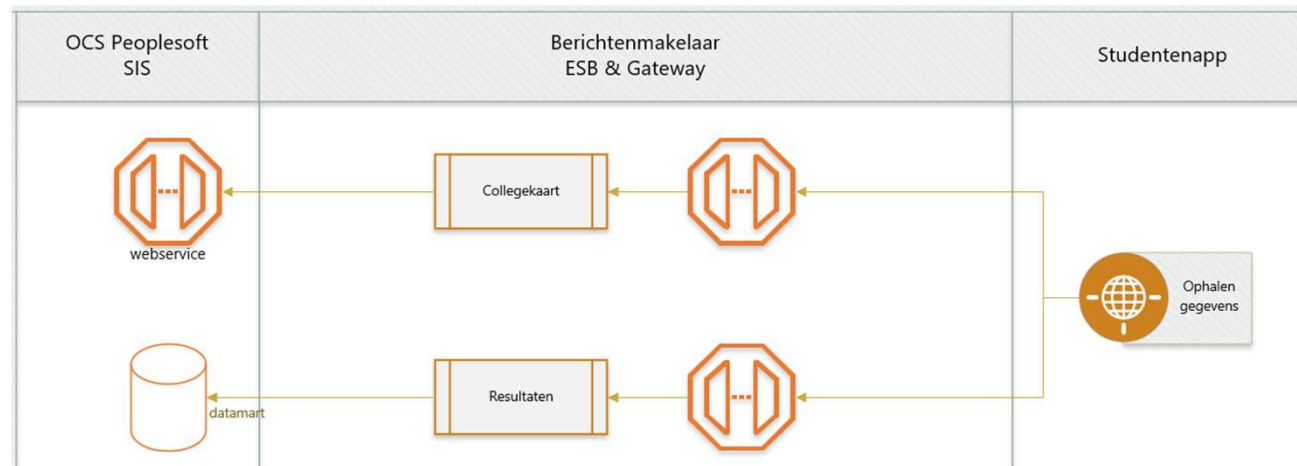 OCS Peoplesoft
SIS
Berichtenmakelaar
ESB & Gateway
Studentenapp
Collegekaart
webservice
Ophalen
gegevens
Resultaten
datamart